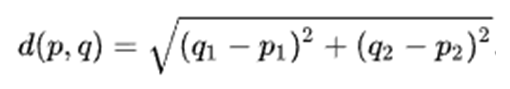 d(p, q) = √(q₁ − p₁)² + (q₂ − p₂)².